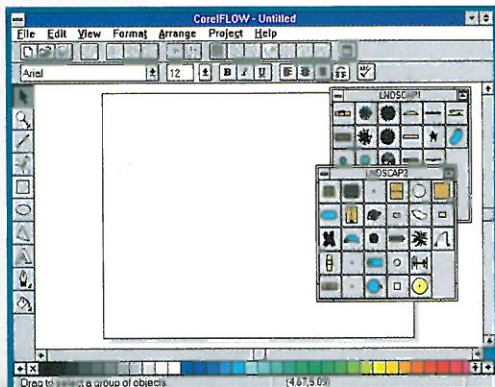 CorelFLOW - Untitled
File Edit View Format Arrange Project Help
Arial 12 B I U
LNDSCAP1
LNDSCAP2
Drag to select a group of objects (4.67,5.09)